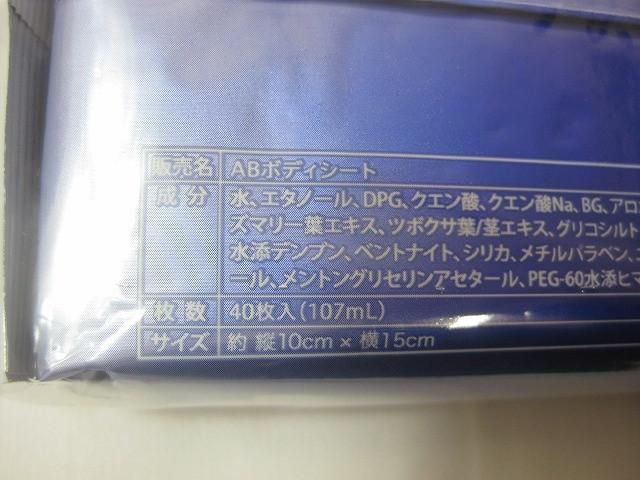 販売名 ABボディシート
成分 水、エタノール、DPG、クエン酸、クエン酸Na、BG、アロ
ズマリー葉エキス、ツボクサ葉/茎エキス、グリコシルト
水添デンプン、ベントナイト、シリカ、メチルパラベン、
ール、メントングリセリンアセタール、PEG-60水添ヒマ
枚数 40枚入(107mL)
サイズ 約 縦10cm×横15cm